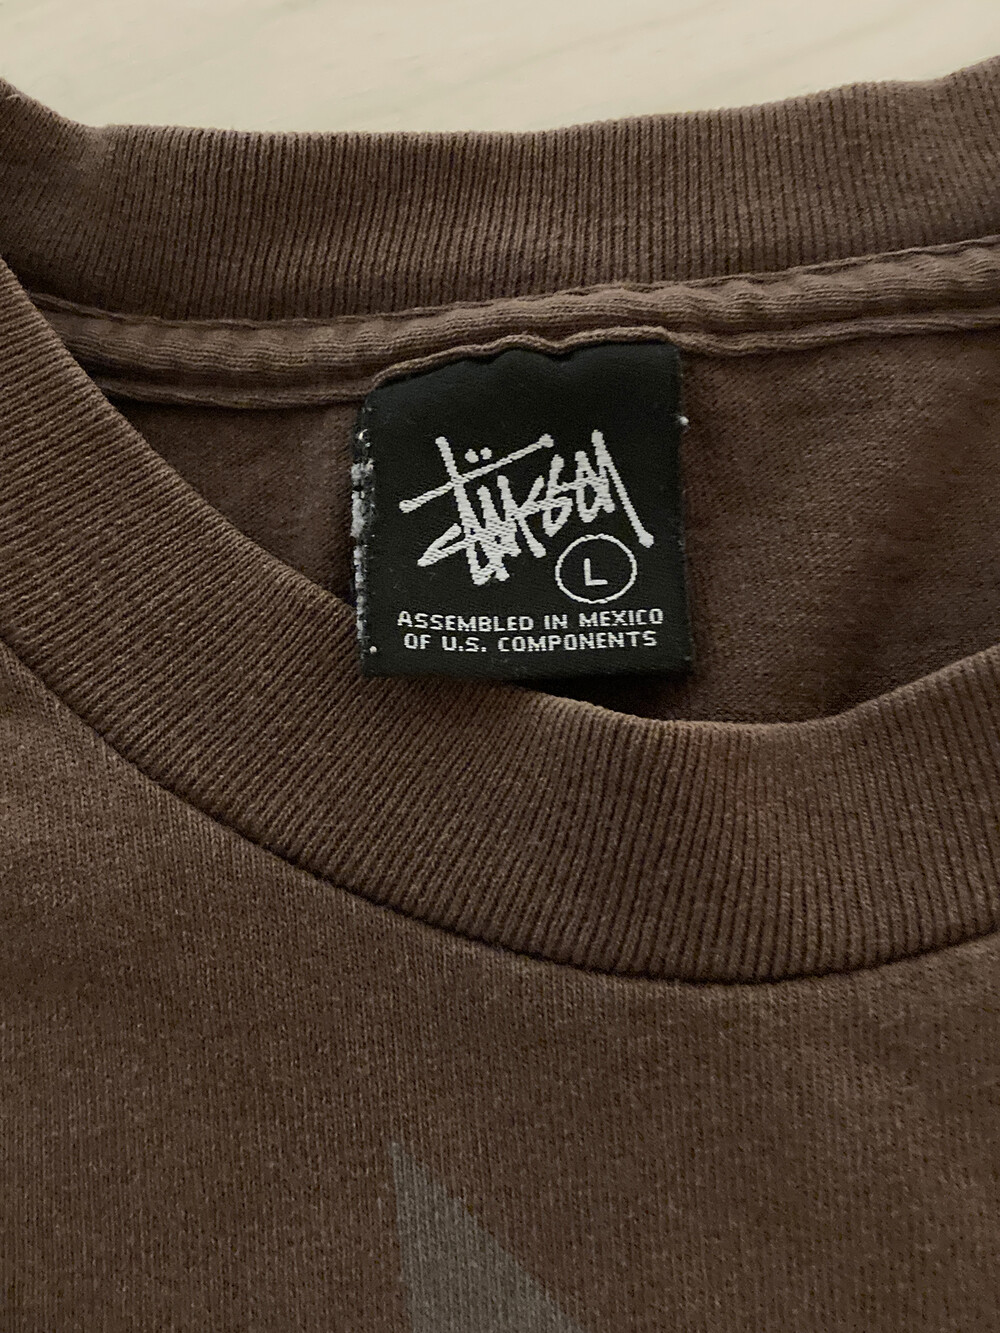 Stüssy
L
ASSEMBLED IN MEXICO
OF U.S. COMPONENTS